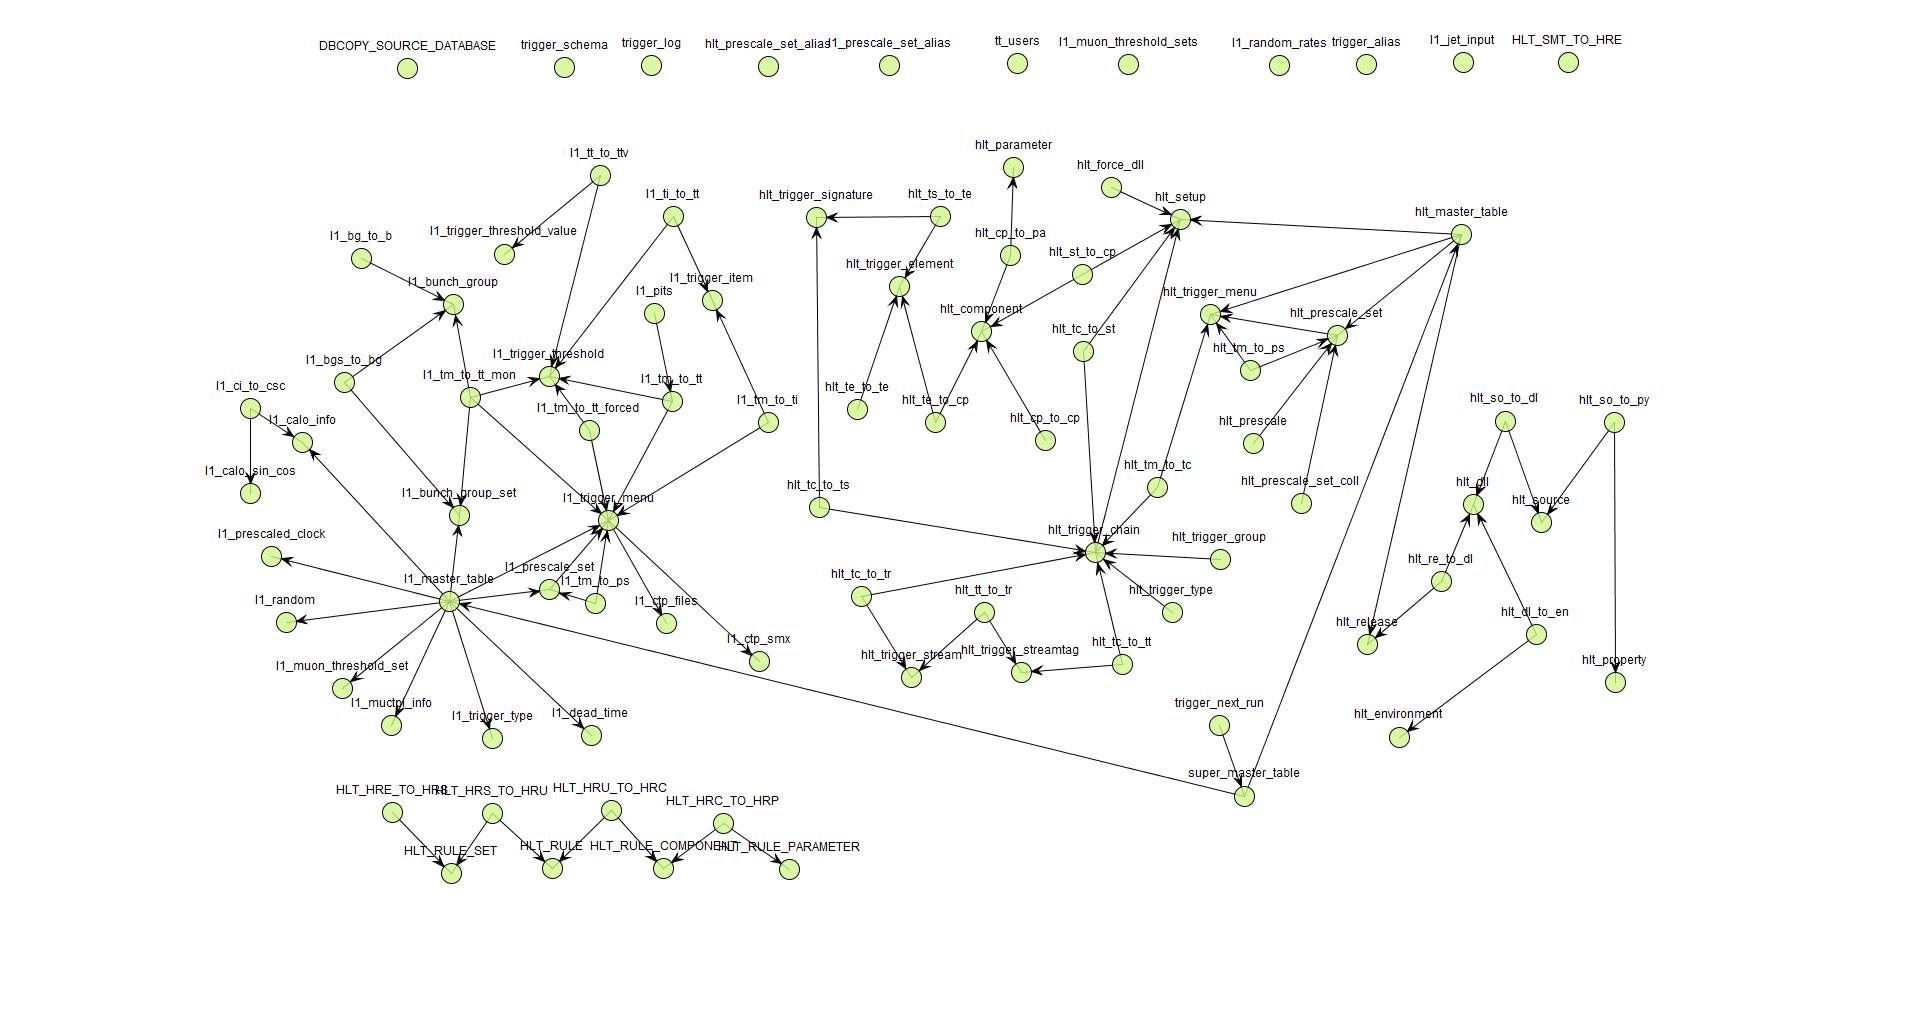 DBCOPY_SOURCE_DATABASE
trigger_schema
trigger_log
hlt_prescale_set_alias
l1_prescale_set_alias
tt_users
l1_muon_threshold_sets
l1_random_rates
trigger_alias
l1_jet_input
HLT_SMT_TO_HRE
l1_tt_to_ttv
hlt_parameter
hlt_force_dll
l1_ti_to_tt
hlt_trigger_signature
hlt_ts_to_te
hlt_setup
hlt_master_table
l1_bg_to_b
l1_trigger_threshold_value
hlt_cp_to_pa
hlt_st_to_cp
hlt_trigger_element
l1_bunch_group
l1_pits
l1_trigger_item
hlt_trigger_menu
hlt_component
hlt_prescale_set
hlt_tc_to_st
hlt_tm_to_ps
l1_bgs_to_bg
l1_trigger_threshold
l1_tm_to_tt_mon
l1_tm_to_tt
l1_ci_to_csc
hlt_te_to_te
hlt_te_to_cp
l1_tm_to_ti
l1_tm_to_tt_forced
hlt_so_to_dl
hlt_so_to_py
l1_calo_info
hlt_cp_to_cp
hlt_prescale
l1_calo_sin_cos
hlt_tm_to_tc
hlt_prescale_set_coll
hlt_dll
l1_bunch_group_set
l1_trigger_menu
hlt_tc_to_ts
hlt_source
l1_prescaled_clock
hlt_trigger_chain
hlt_trigger_group
hlt_re_to_dl
l1_master_table
l1_prescale_set
l1_tm_to_ps
hlt_tc_to_tr
hlt_tt_to_tr
hlt_trigger_type
l1_random
l1_ctp_files
hlt_release
hlt_dl_to_en
l1_ctp_smx
hlt_trigger_stream
hlt_trigger_streamtag
hlt_tc_to_tt
l1_muon_threshold_set
hlt_property
l1_muctpi_info
l1_trigger_type
l1_dead_time
trigger_next_run
hlt_environment
super_master_table
HLT_HRE_TO_HRS
HLT_HRS_TO_HRU
HLT_HRU_TO_HRC
HLT_HRC_TO_HRP
HLT_RULE_SET
HLT_RULE
HLT_RULE_COMPONENT
HLT_RULE_PARAMETER